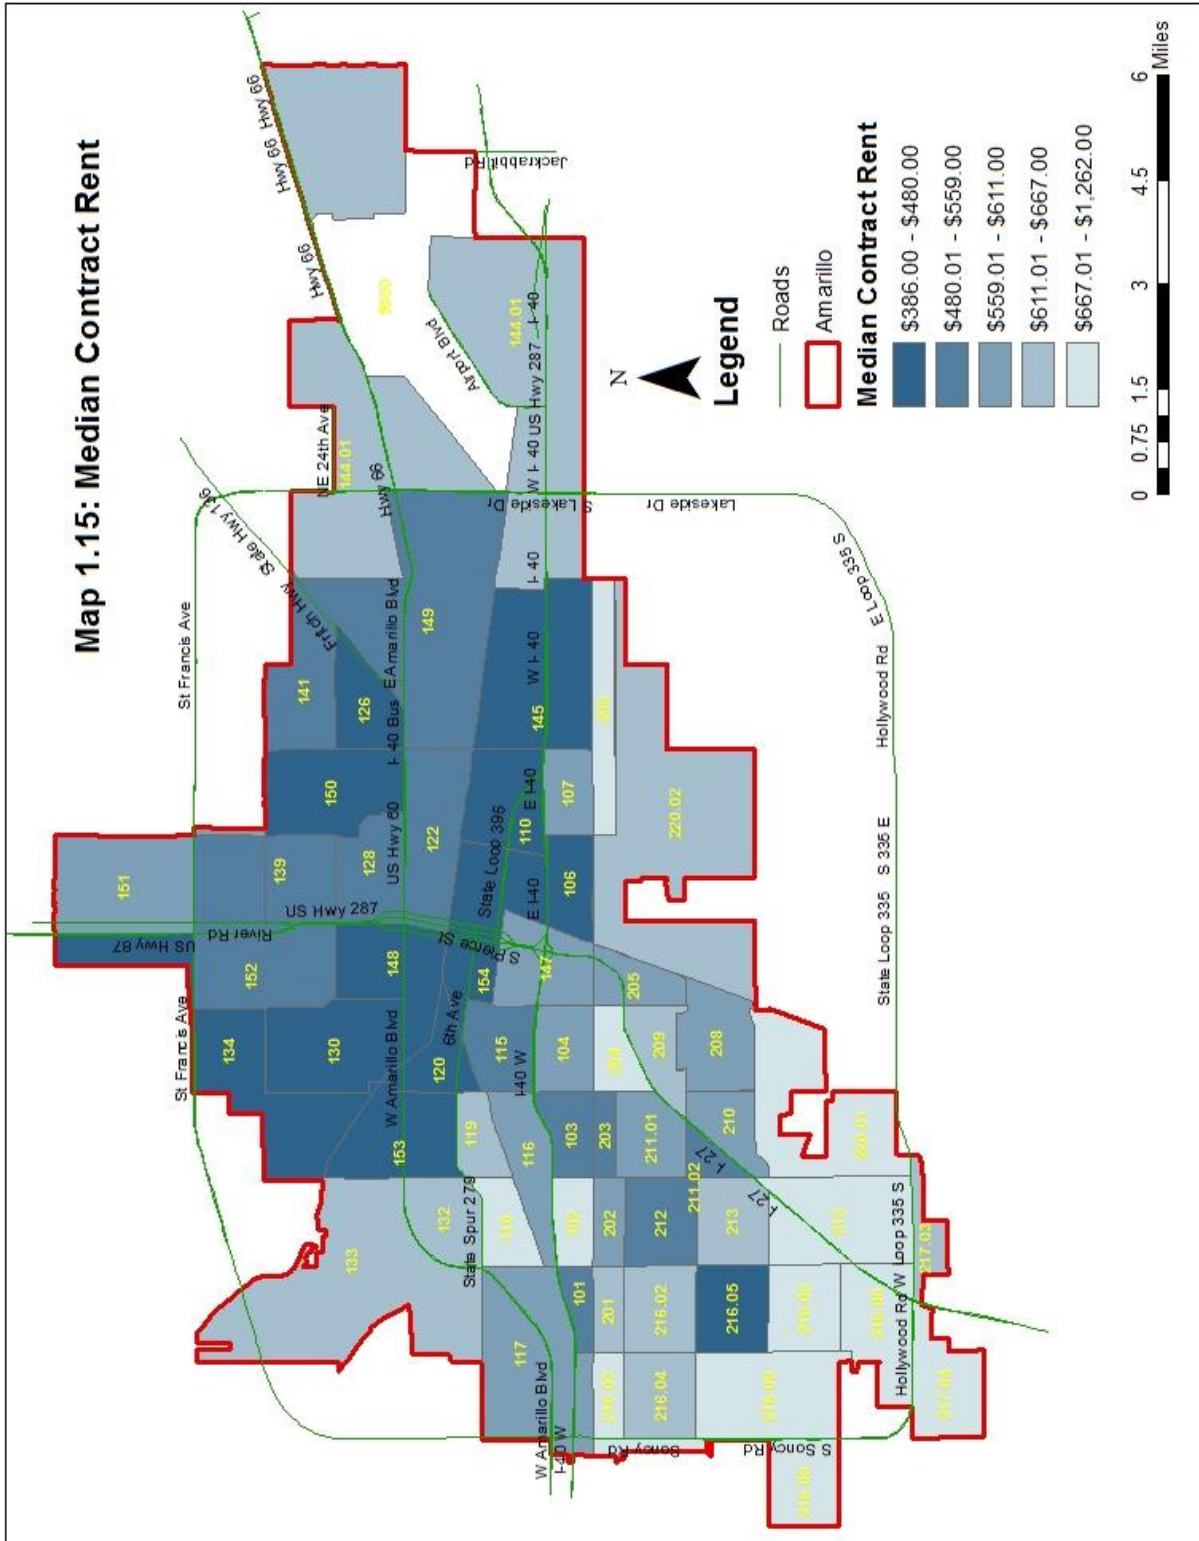 Map 1.15: Median Contract Rent
Hwy 66
Hwy 66
Hwy 66
Jackrabbit Rd
9800
Airport Blvd
144.01
I-40
US Hwy 287
W I-40
NE 24th Ave
144.01
Hwy 66
State Hwy 136
Fritch Hwy
St Francis Ave
S Lakeside Dr
Lakeside Dr
I-40
W I-40
E Loop 335 S
Hollywood Rd
141
126
E Amarillo Blvd
I-40 Bus
149
145
150
107
E I-40
110
220.02
US Hwy 60
122
128
139
State Loop 395
E I-40
106
151
US Hwy 287
River Rd
US Hwy 87
152
148
S Pierce St
154
147
205
State Loop 335
S 335 E
St Francis Ave
134
130
W Amarillo Blvd
6th Ave
120
115
I-40 W
104
209
208
153
119
116
103
203
211.01
210
I-27
211.02
I-27
133
132
State Spur 279
202
212
213
W Loop 335 S
217.03
117
101
201
216.02
216.05
Hollywood Rd
W Amarillo Blvd
I-40 W
216.04
Soncy Rd
S Soncy Rd
N
Legend
Roads
Amarillo
Median Contract Rent
$386.00 - $480.00
$480.01 - $559.00
$559.01 - $611.00
$611.01 - $667.00
$667.01 - $1,262.00
0 0.75 1.5 3 4.5 6
Miles